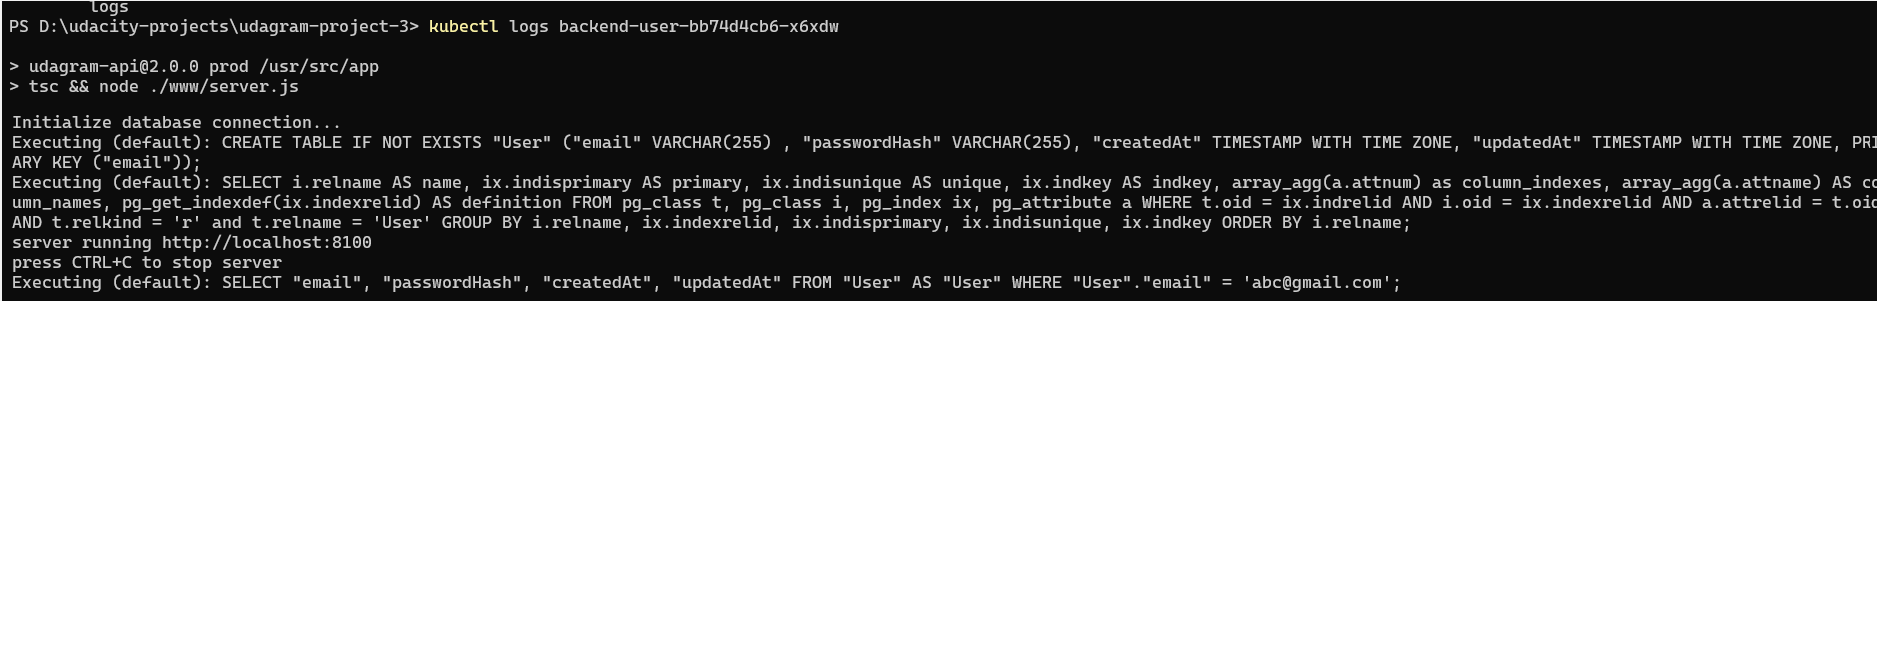 logs
PS D:\udacity-projects\udagram-project-3> kubectl logs backend-user-bb74d4cb6-x6xdw
> udagram-api@2.0.0 prod /usr/src/app
> tsc && node ./www/server.js
Initialize database connection...
Executing (default): CREATE TABLE IF NOT EXISTS "User" ("email" VARCHAR(255) , "passwordHash" VARCHAR(255), "createdAt" TIMESTAMP WITH TIME ZONE, "updatedAt" TIMESTAMP WITH TIME ZONE, PRI
ARY KEY ("email"));
Executing (default): SELECT i.relname AS name, ix.indisprimary AS primary, ix.indisunique AS unique, ix.indkey AS indkey, array_agg(a.attnum) as column_indexes, array_agg(a.attname) AS co
umn_names, pg_get_indexdef(ix.indexrelid) AS definition FROM pg_class t, pg_class i, pg_index ix, pg_attribute a WHERE t.oid = ix.indrelid AND i.oid = ix.indexrelid AND a.attrelid = t.oid
AND t.relkind = 'r' and t.relname = 'User' GROUP BY i.relname, ix.indexrelid, ix.indisprimary, ix.indisunique, ix.indkey ORDER BY i.relname;
server running http://localhost:8100
press CTRL+C to stop server
Executing (default): SELECT "email", "passwordHash", "createdAt", "updatedAt" FROM "User" AS "User" WHERE "User"."email" = 'abc@gmail.com';